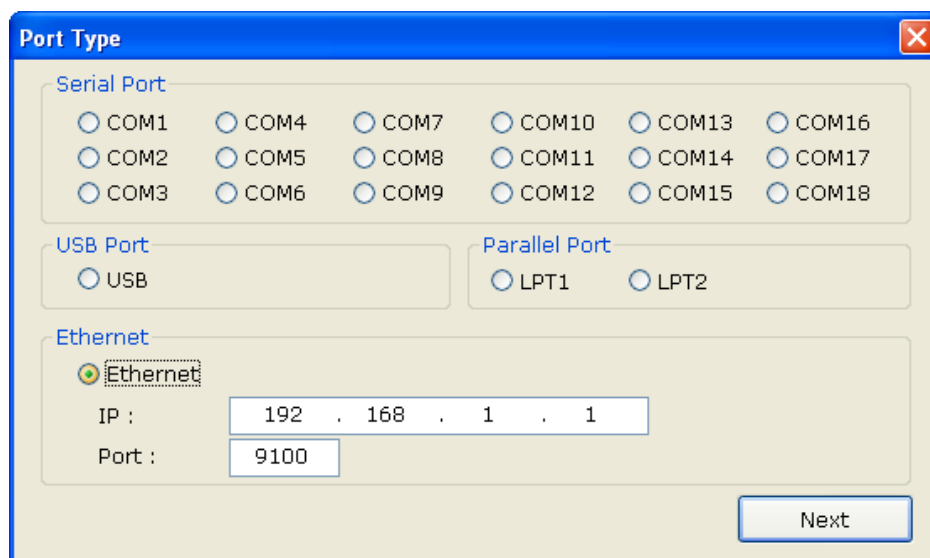 Port Type
Serial Port
COM1 COM4 COM7 COM10 COM13 COM16
COM2 COM5 COM8 COM11 COM14 COM17
COM3 COM6 COM9 COM12 COM15 COM18
USB Port
USB
Parallel Port
LPT1 LPT2
Ethernet
Ethernet
IP : 192 . 168 . 1 . 1
Port : 9100
Next